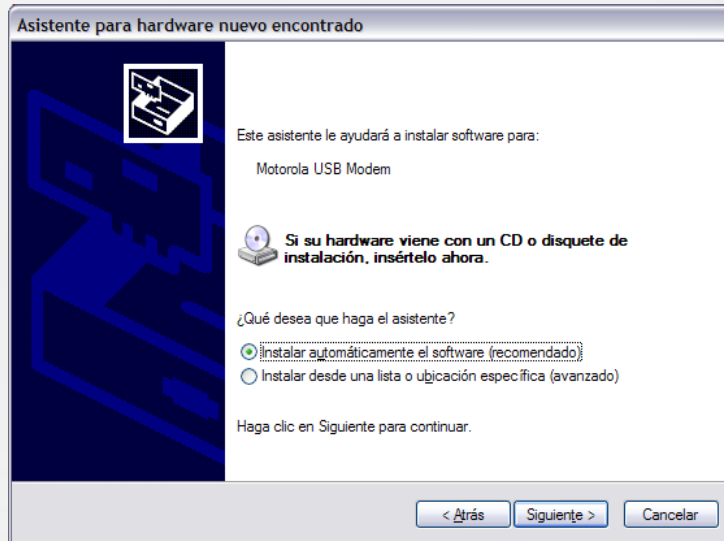 Asistente para hardware nuevo encontrado
Este asistente le ayudará a instalar software para:
Motorola USB Modem
Si su hardware viene con un CD o disquete de
instalación, insértelo ahora.
¿Qué desea que haga el asistente?
Instalar automáticamente el software (recomendado)
Instalar desde una lista o ubicación específica (avanzado)
Haga clic en Siguiente para continuar.
< Atrás Siguiente > Cancelar